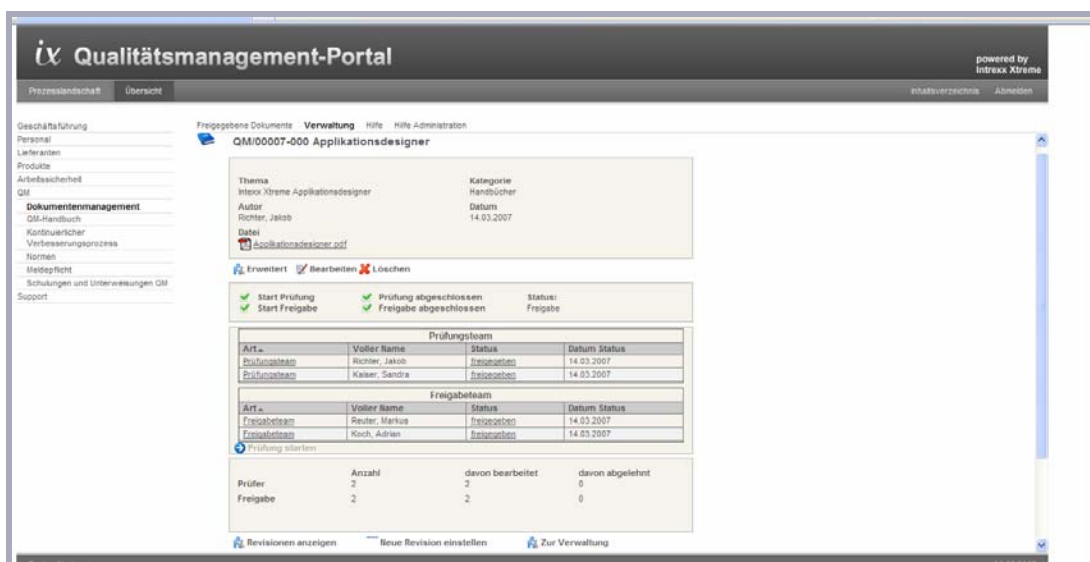 ix Qualitätsmanagement-Portal
powered by
Intrexx Xtreme
Prozesslandschaft Übersicht Inhaltsverzeichnis Abmelden
Geschäftsführung
Personal
Lieferanten
Produkte
Arbeitssicherheit
QM
Dokumentenmanagement
QM-Handbuch
Kontinuierlicher
Verbesserungsprozess
Normen
Meldepflicht
Schulungen und Unterweisungen QM
Support
Freigegebene Dokumente Verwaltung Hilfe Hilfe Administration
QM/00007-000 Applikationsdesigner
Thema Kategorie
Intexx Xtreme Applikationsdesigner Handbücher
Autor Datum
Richter, Jakob 14.03.2007
Datei
Applikationsdesigner.pdf
Erweitert Bearbeiten Löschen
Start Prüfung Prüfung abgeschlossen Status:
Start Freigabe Freigabe abgeschlossen Freigabe
Prüfungsteam
Art Voller Name Status Datum Status
Prüfungsteam Richter, Jakob freigegeben 14.03.2007
Prüfungsteam Kaiser, Sandra freigegeben 14.03.2007
Freigabeteam
Art Voller Name Status Datum Status
Freigabeteam Reuter, Markus freigegeben 14.03.2007
Freigabeteam Koch, Adrian freigegeben 14.03.2007
Prüfung starten
Anzahl davon bearbeitet davon abgelehnt
Prüfer 2 2 0
Freigabe 2 2 0
Revisionen anzeigen Neue Revision einstellen Zur Verwaltung